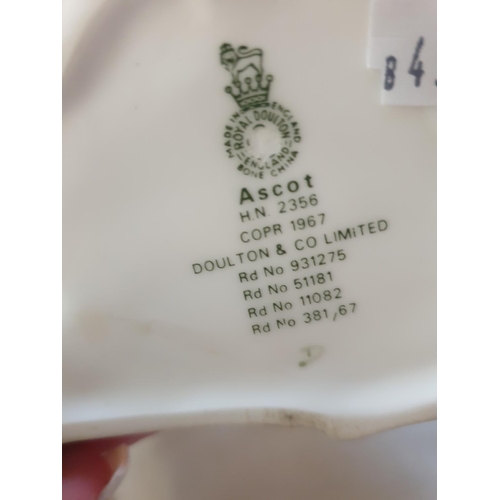 MADE IN ENGLAND
ROYAL DOULTON
ENGLAND
BONE CHINA
Ascot
H.N. 2356
COPR 1967
DOULTON & CO LIMITED
Rd No 931275
Rd No 51181
Rd No 11082
Rd No 381/67